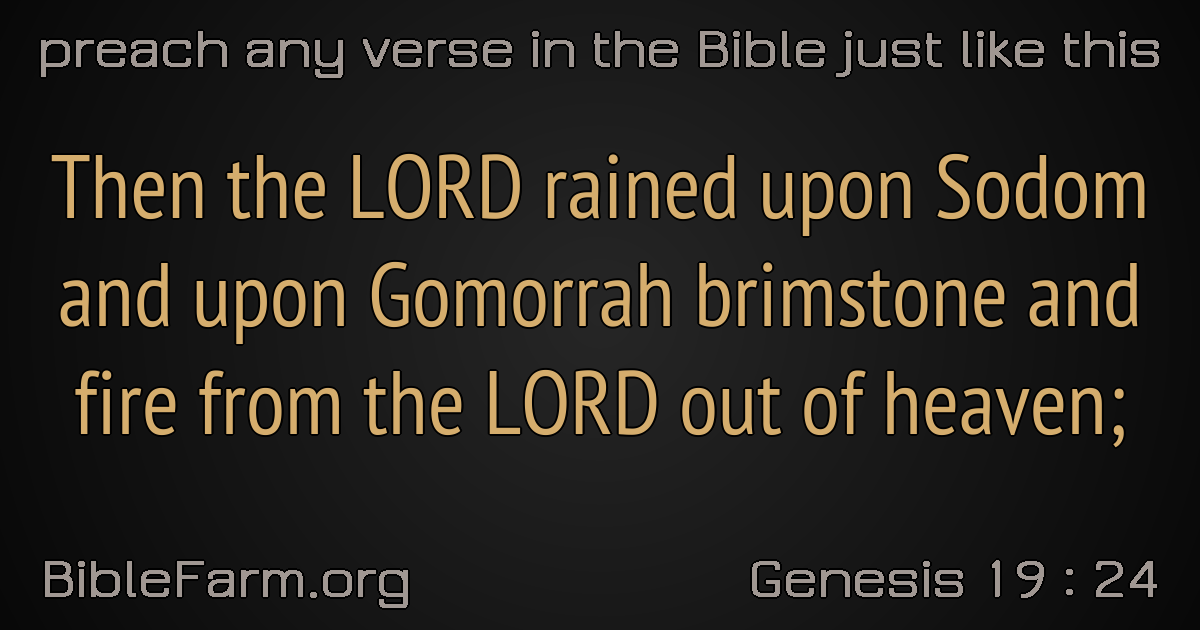 preach any verse in the Bible just like this
Then the LORD rained upon Sodom
and upon Gomorrah brimstone and
fire from the LORD out of heaven;
BibleFarm.org
Genesis 19 : 24